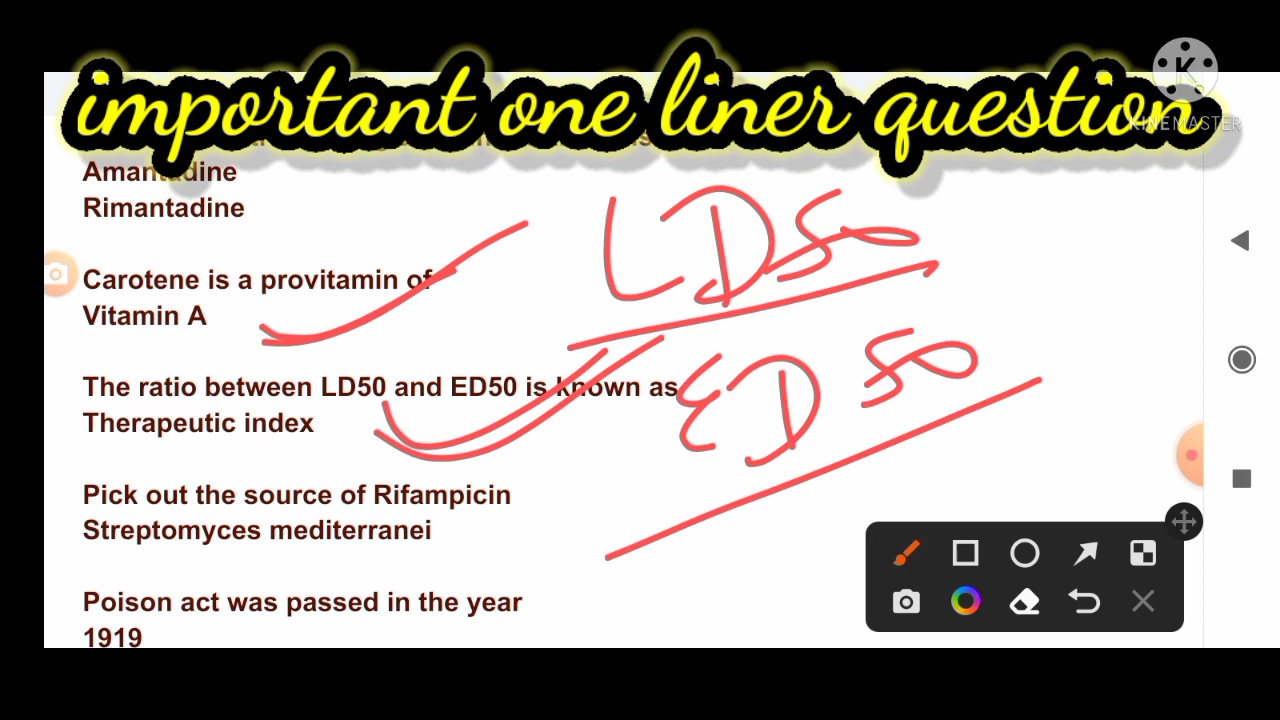 important one liner question
KINEMASTER
Amantadine
Rimantadine
LD50
Carotene is a provitamin of
Vitamin A
ED50
The ratio between LD50 and ED50 is known as
Therapeutic index
Pick out the source of Rifampicin
Streptomyces mediterranei
Poison act was passed in the year
1919